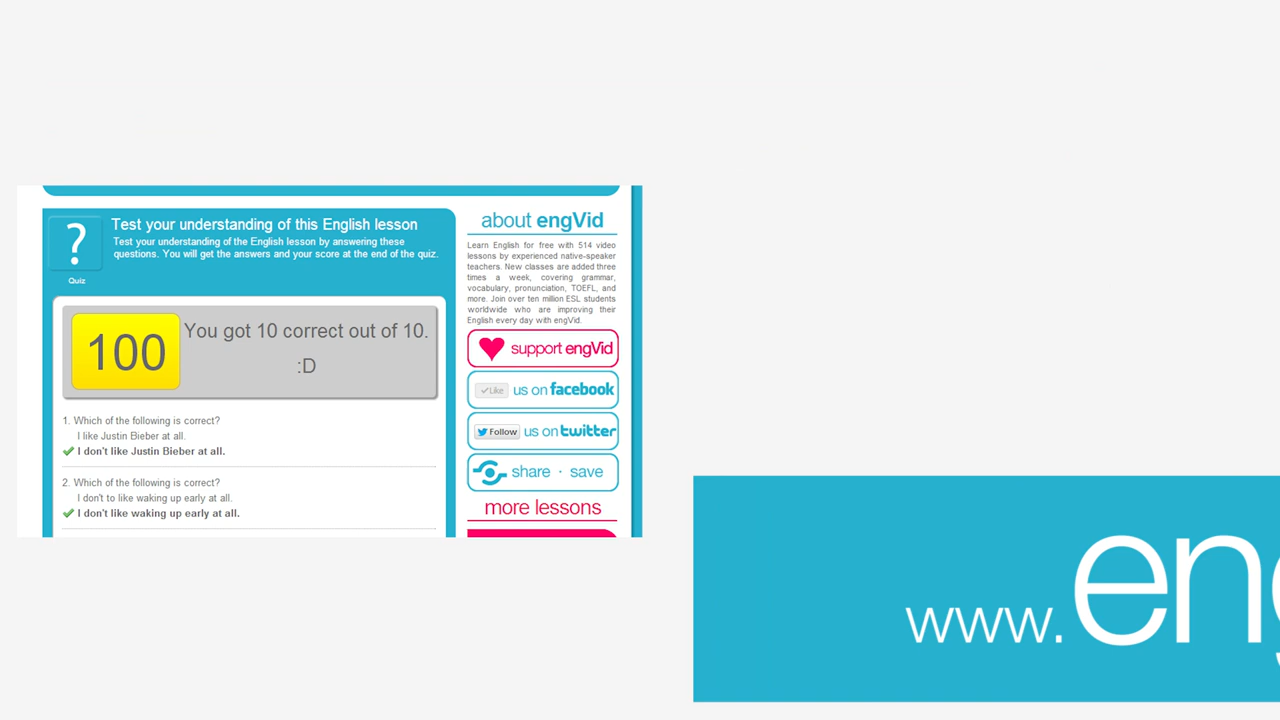 Test your understanding of this English lesson
Test your understanding of the English lesson by answering these
questions. You will get the answers and your score at the end of the quiz.
?
Quiz
100
You got 10 correct out of 10.
:D
1. Which of the following is correct?
I like Justin Bieber at all.
I don't like Justin Bieber at all.
2. Which of the following is correct?
I don't to like waking up early at all.
I don't like waking up early at all.
about engVid
Learn English for free with 514 video
lessons by experienced native-speaker
teachers. New classes are added three
times a week, covering grammar,
vocabulary, pronunciation, TOEFL, and
more. Join over ten million ESL students
worldwide who are improving their
English every day with engVid.
support engVid
Like us on facebook
Follow us on twitter
share · save
more lessons
www.en